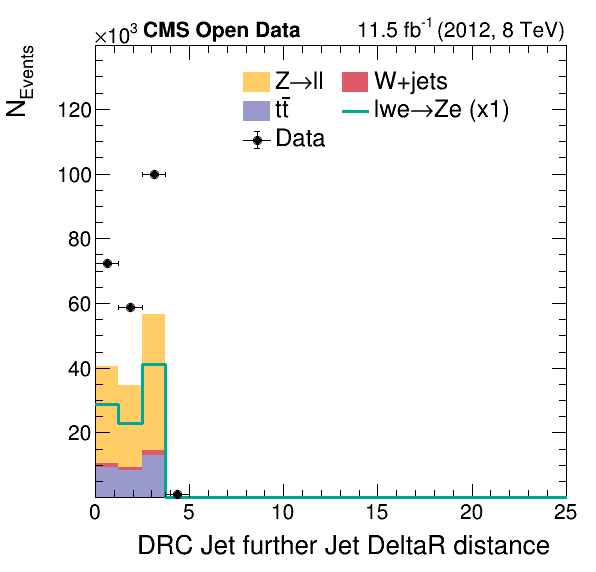 ×10³ CMS Open Data 11.5 fb⁻¹ (2012, 8 TeV)
N_Events
Z→ll W+jets
tt̄ lwe→Ze (x1)
Data
120
100
80
60
40
20
0 5 10 15 20 25
DRC Jet further Jet DeltaR distance